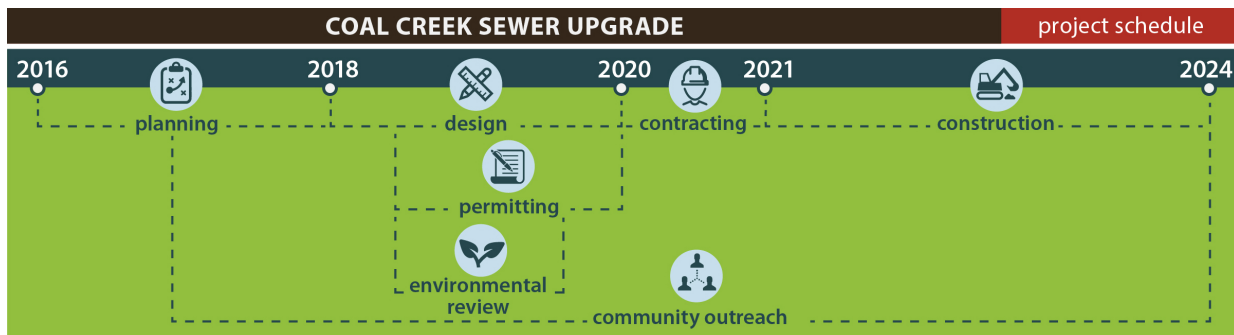 COAL CREEK SEWER UPGRADE
project schedule
2016
2018
2020
2021
2024
planning
design
contracting
construction
permitting
environmental
review
community outreach